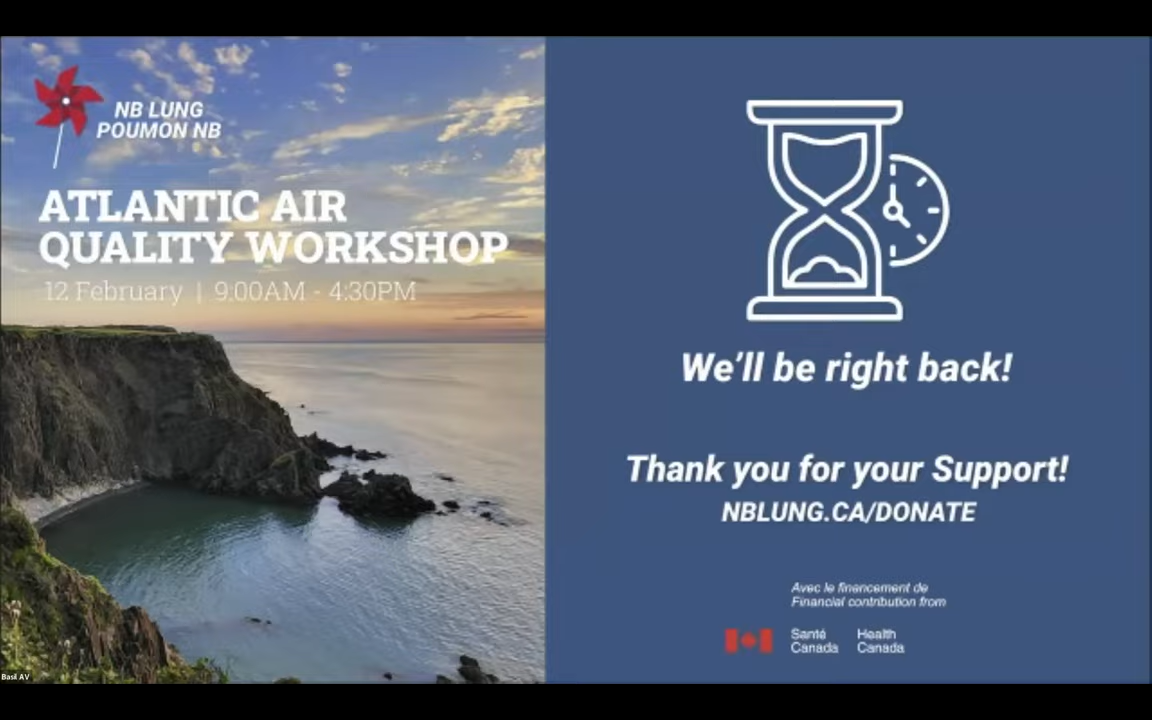 NB LUNG
POUMON NB
ATLANTIC AIR
QUALITY WORKSHOP
12 February | 9:00AM - 4:30PM
We'll be right back!
Thank you for your Support!
NBLUNG.CA/DONATE
Avec le financement de
Financial contribution from
Santé Health
Canada Canada
Basil AV